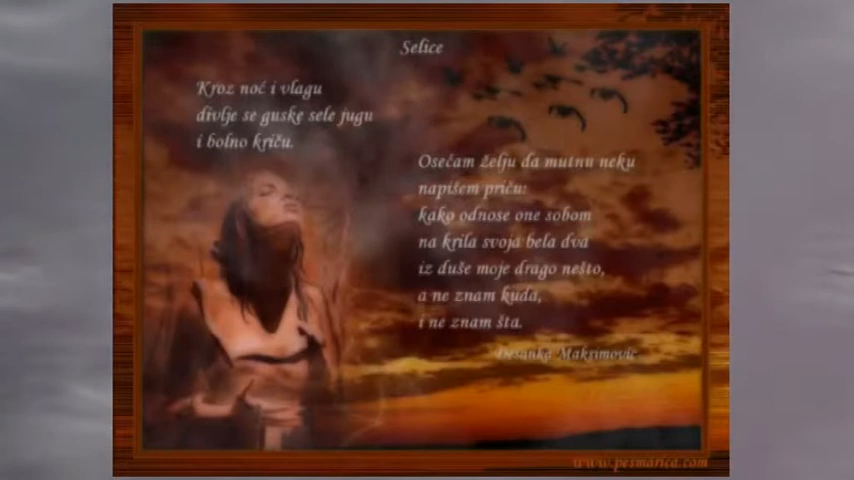 Selice
Kroz noć i vlagu
divlje se guske sele jugu
i bolno kriču.
Osećam želju da mutnu neku
napišem priču:
kako odnose one sobom
na krila svoja bela dva
iz duše moje drago nešto,
a ne znam kuda,
i ne znam šta.
Desanka Maksimovic
www.pesmarica.com